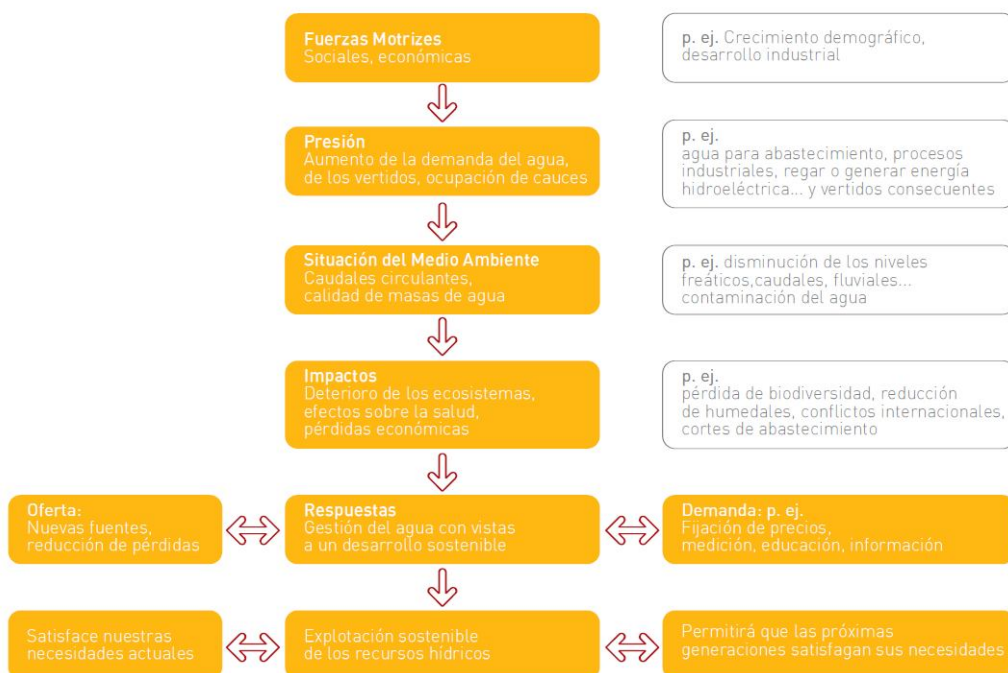 Fuerzas Motrizes
Sociales, económicas
p. ej. Crecimiento demográfico,
desarrollo industrial
Presión
Aumento de la demanda del agua,
de los vertidos, ocupación de cauces
p. ej.
agua para abastecimiento, procesos
industriales, regar o generar energía
hidroeléctrica... y vertidos consecuentes
Situación del Medio Ambiente
Caudales circulantes,
calidad de masas de agua
p. ej. disminución de los niveles
freáticos,caudales, fluviales...
contaminación del agua
Impactos
Deterioro de los ecosistemas,
efectos sobre la salud,
pérdidas económicas
p. ej.
pérdida de biodiversidad, reducción
de humedales, conflictos internacionales,
cortes de abastecimiento
Oferta:
Nuevas fuentes,
reducción de pérdidas
Respuestas
Gestión del agua con vistas
a un desarrollo sostenible
Demanda: p. ej.
Fijación de precios,
medición, educación, información
Satisface nuestras
necesidades actuales
Explotación sostenible
de los recursos hídricos
Permitirá que las próximas
generaciones satisfagan sus necesidades